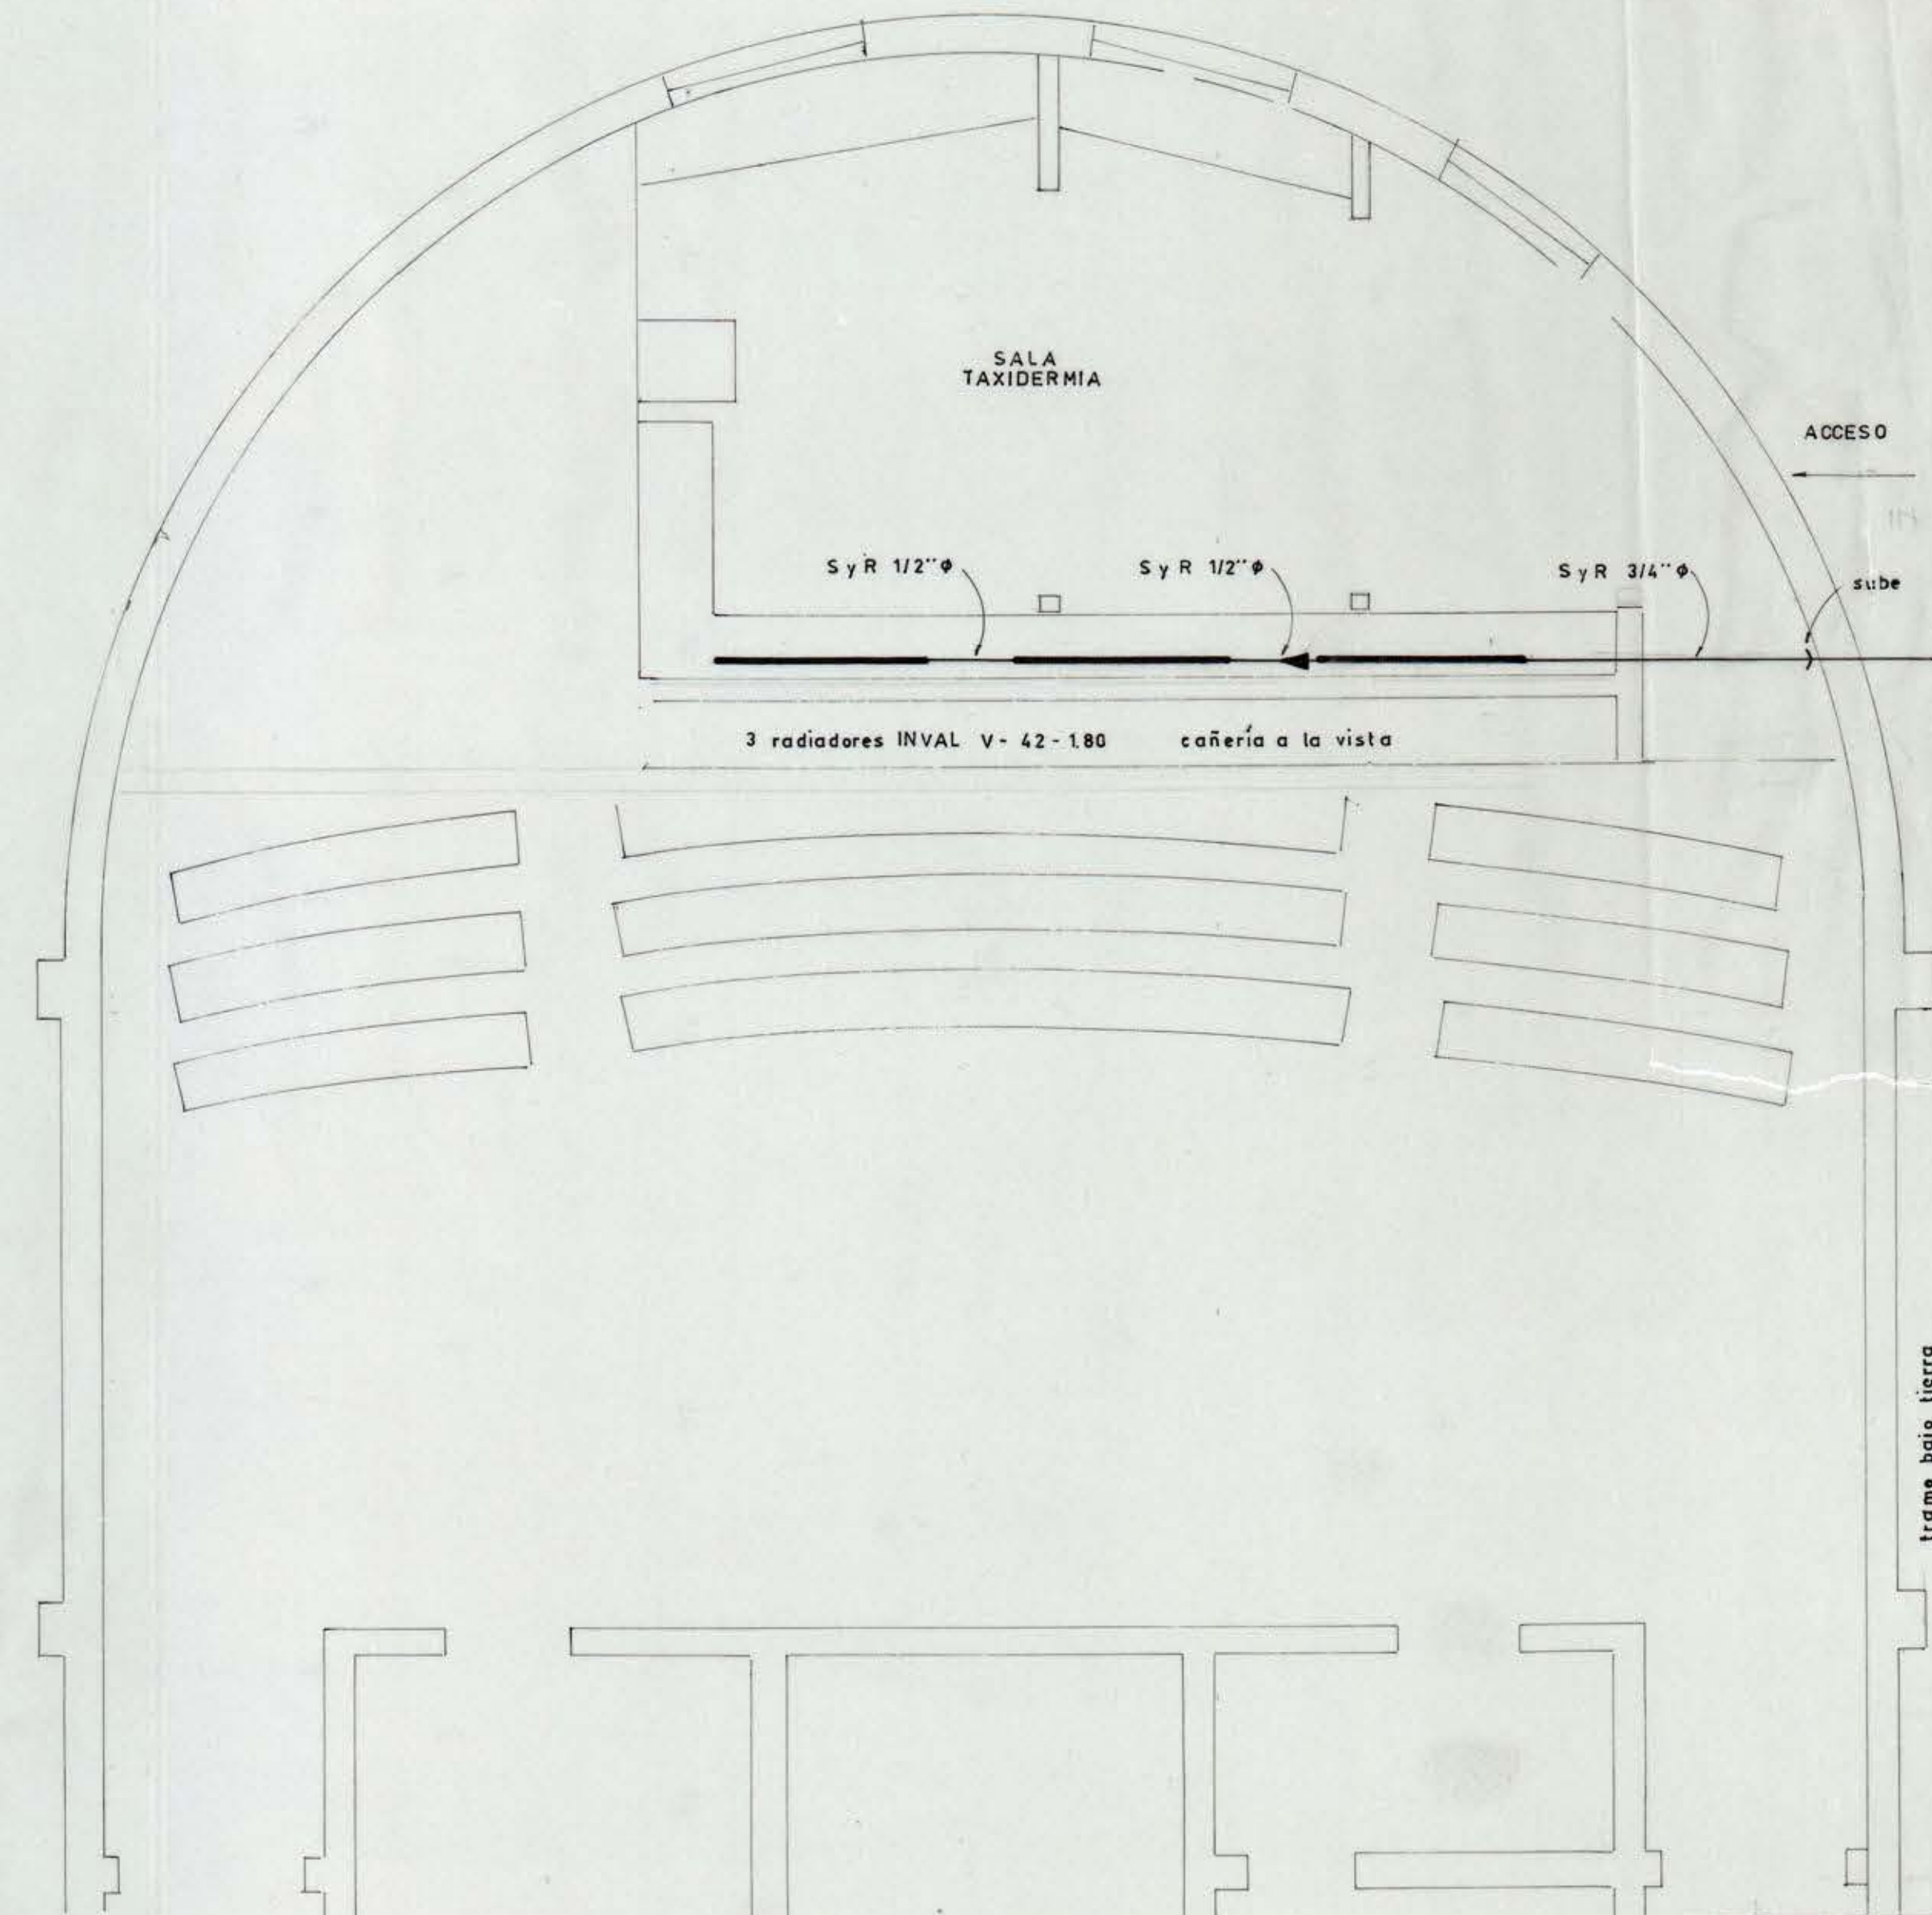 SALA
TAXIDERMIA
ACCESO
S y R 1/2" ø
S y R 1/2" ø
S y R 3/4" ø
sube
3 radiadores INVAL V - 42 - 1.80 cañería a la vista
tramo bajo tierra